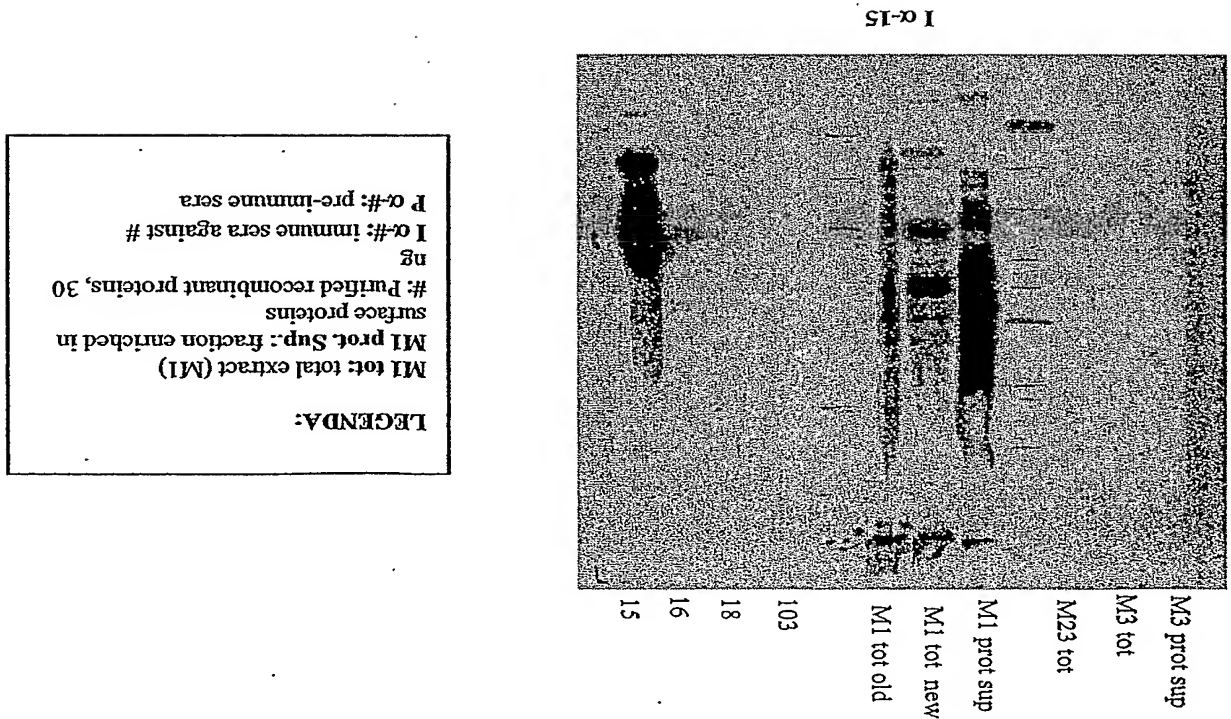 I α-15
15
16
18
103
M1 tot old
M1 tot new
M1 prot sup
M23 tot
M3 tot
M3 prot sup
LEGENDA:
M1 tot: total extract (M1)
M1 prot. Sup.: fraction enriched in
surface proteins
#: Purified recombinant proteins, 30
ng
I α-#: immune sera against #
P α-#: pre-immune sera